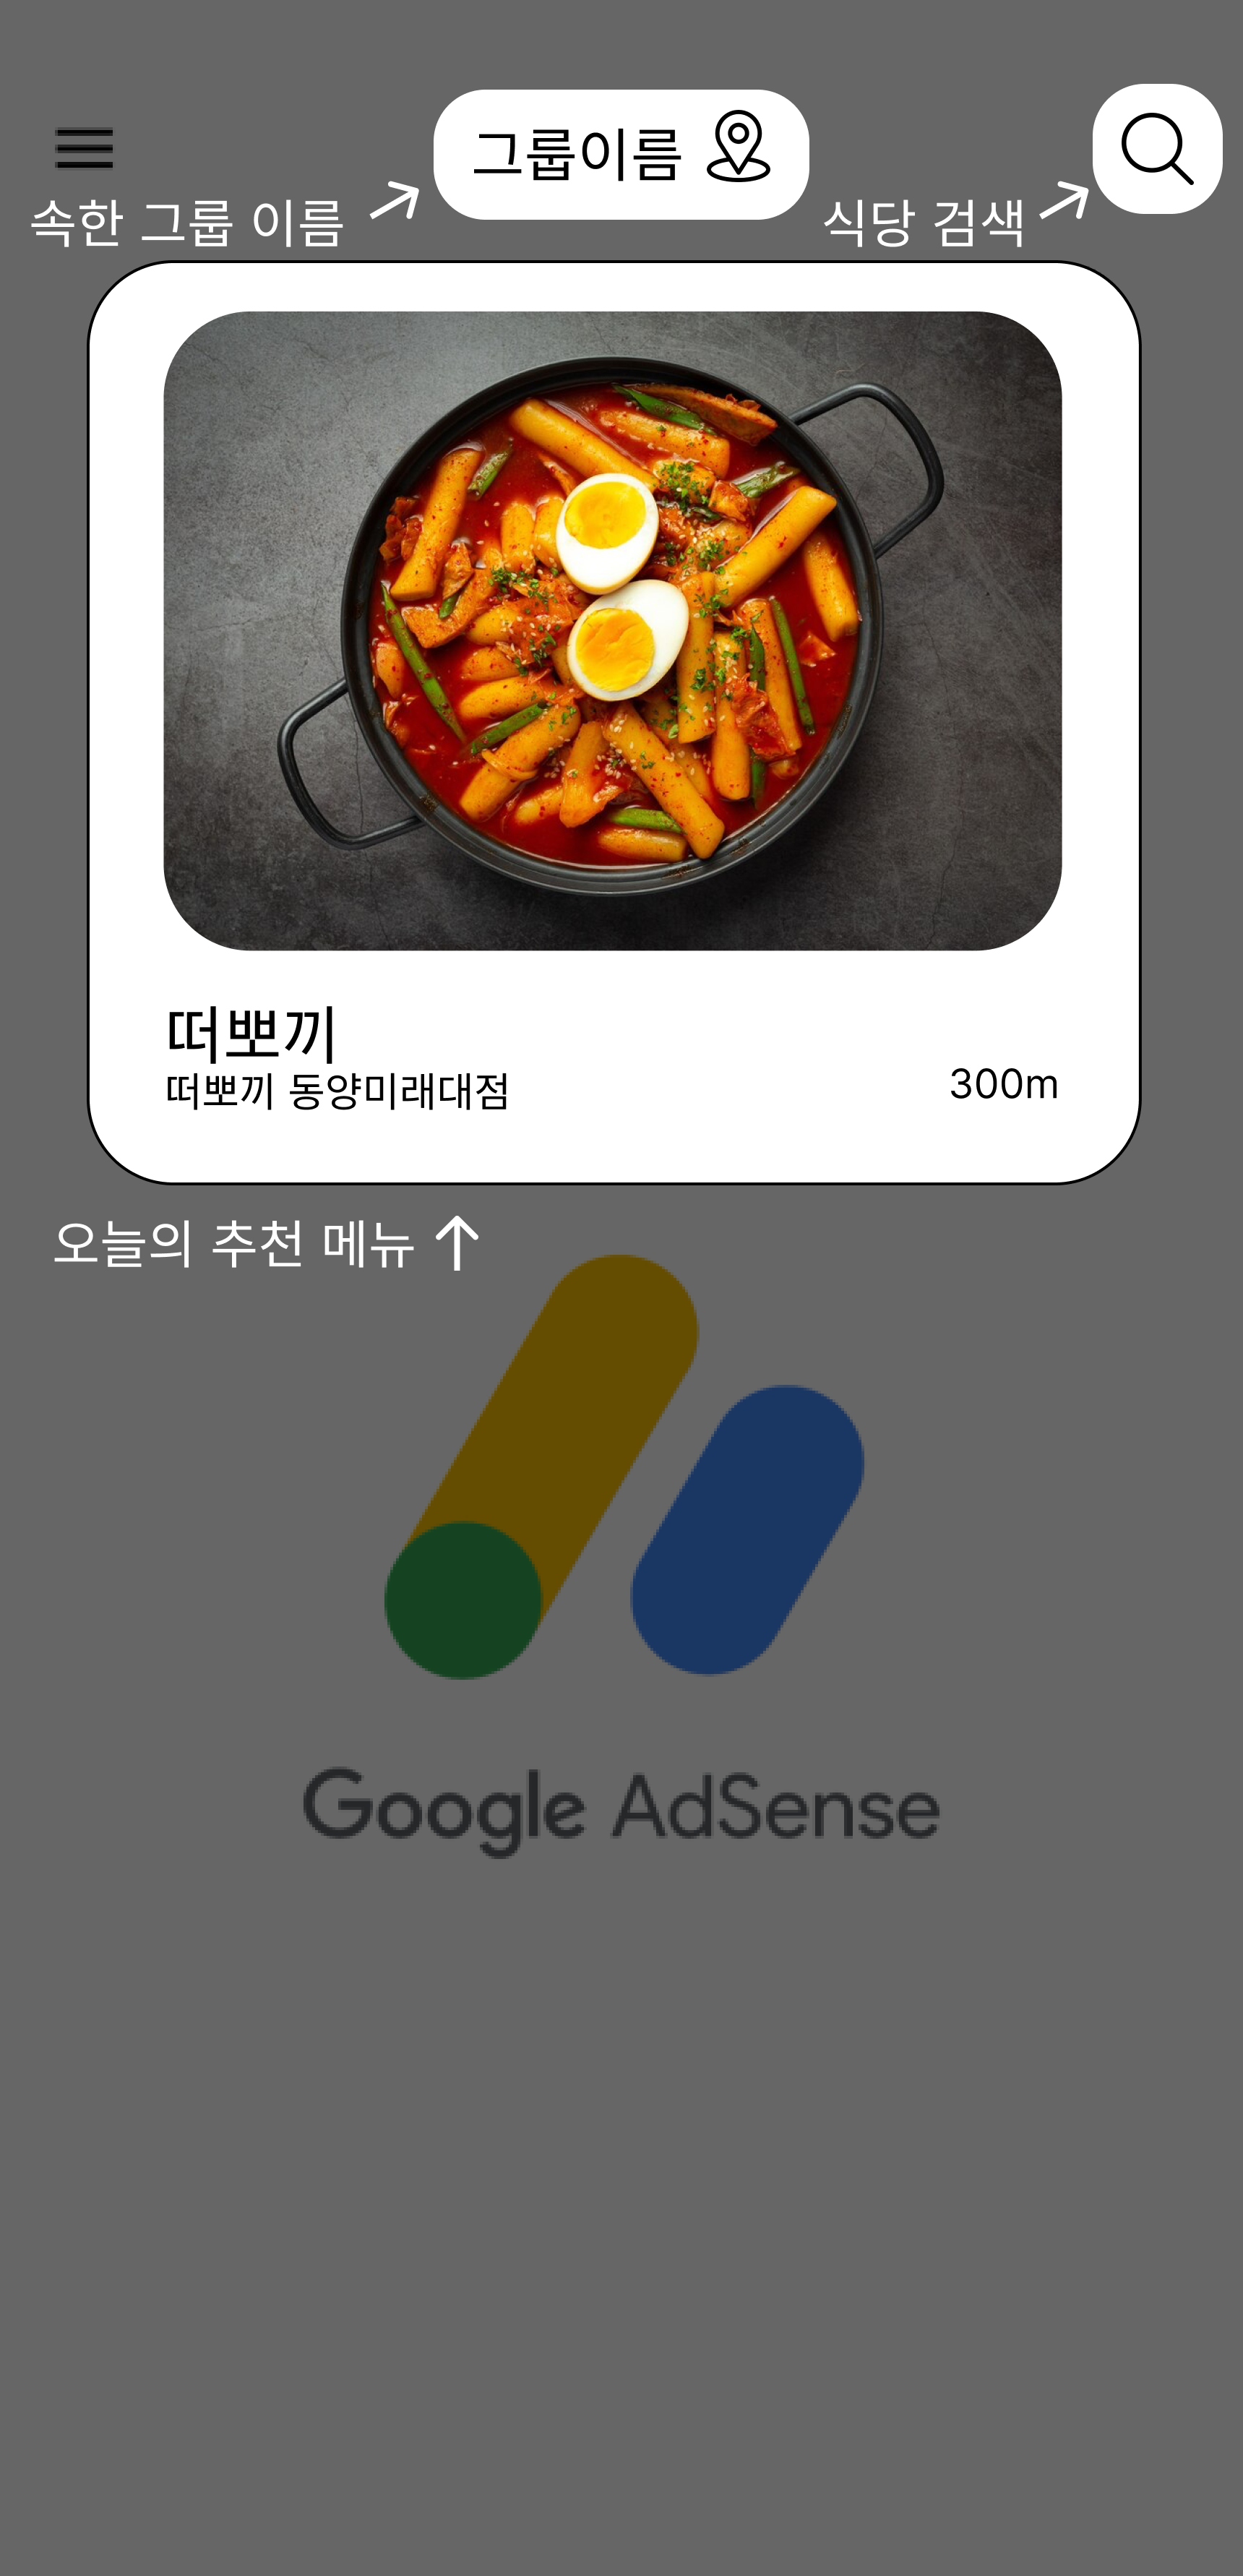 그룹이름
속한 그룹 이름
식당 검색
떠뽀끼
떠뽀끼 동양미래대점
300m
오늘의 추천 메뉴
Google AdSense